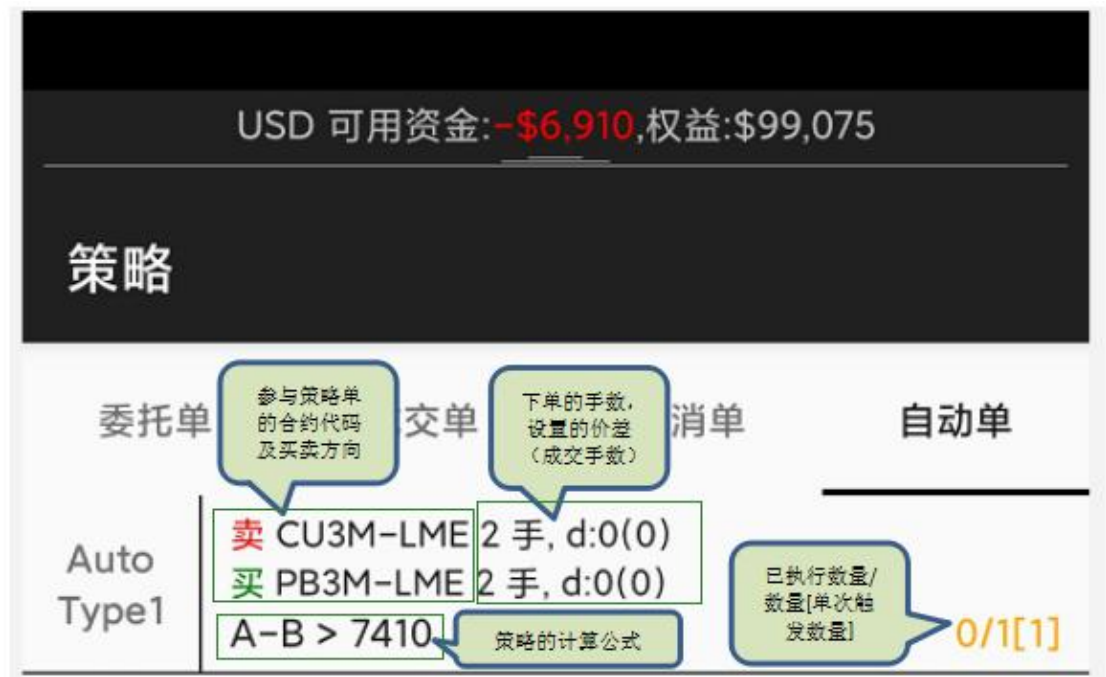 USD 可用资金:-$6,910,权益:$99,075
策略
委托单
交单
消单
自动单
参与策略单
的合约代码
及买卖方向
下单的手数,
设置的价差
(成交手数)
Auto
Type1
卖 CU3M-LME 2 手, d:0(0)
买 PB3M-LME 2 手, d:0(0)
A-B > 7410
策略的计算公式
已执行数量/
数量[单次触
发数量]
0/1[1]